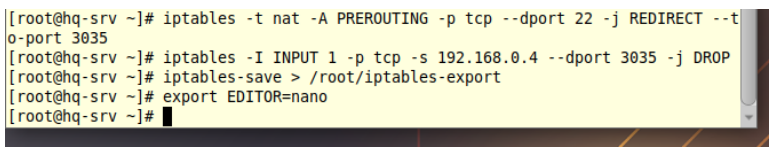 [root@hq-srv ~]# iptables -t nat -A PREROUTING -p tcp --dport 22 -j REDIRECT --t
o-port 3035
[root@hq-srv ~]# iptables -I INPUT 1 -p tcp -s 192.168.0.4 --dport 3035 -j DROP
[root@hq-srv ~]# iptables-save > /root/iptables-export
[root@hq-srv ~]# export EDITOR=nano
[root@hq-srv ~]#